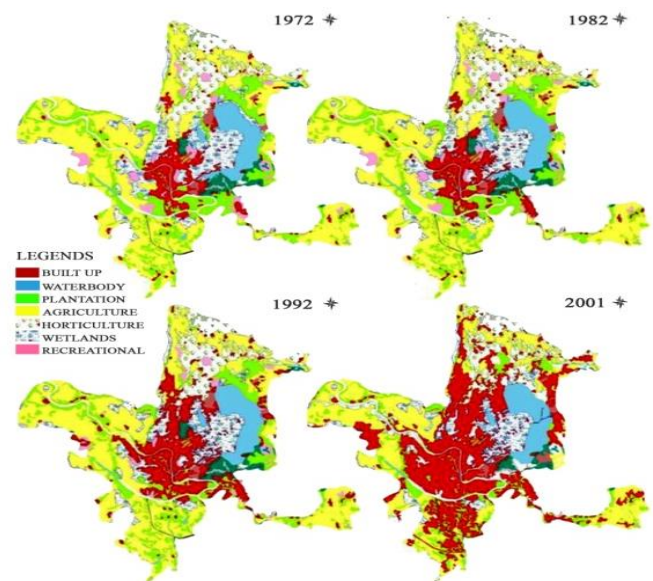 1972
1982
LEGENDS
BUILT UP
WATERBODY
PLANTATION
AGRICULTURE
HORTICULTURE
WETLANDS
RECREATIONAL
1992
2001